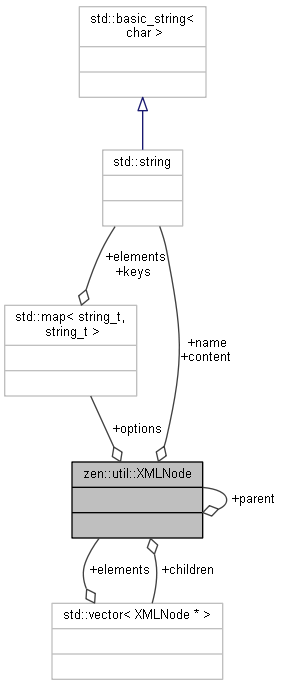 std::basic_string<
char >
std::string
+elements
+keys
std::map< string_t,
string_t >
+name
+content
+options
zen::util::XMLNode
+parent
+elements
+children
std::vector< XMLNode * >